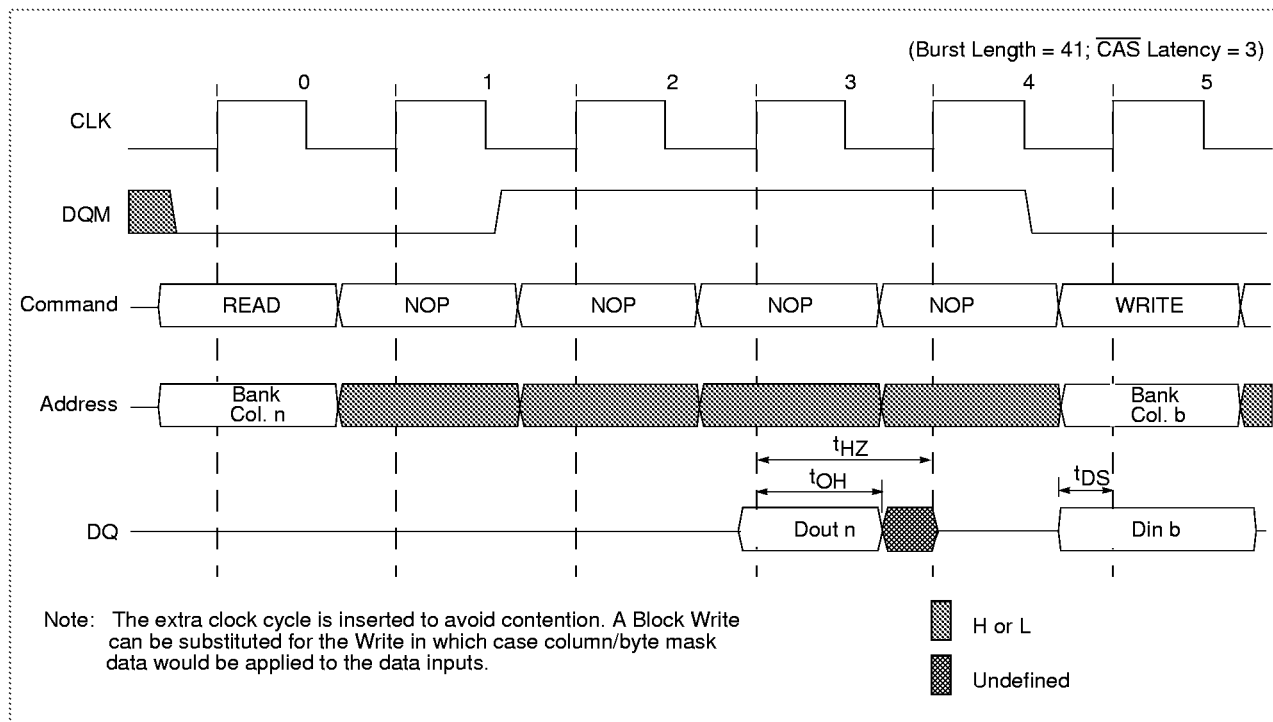 (Burst Length = 41; CAS Latency = 3)
0 1 2 3 4 5
CLK
DQM
Command READ NOP NOP NOP NOP WRITE
Address Bank Col. n Bank Col. b
tHZ
tOH tDS
DQ Dout n Din b
Note: The extra clock cycle is inserted to avoid contention. A Block Write
can be substituted for the Write in which case column/byte mask
data would be applied to the data inputs.
H or L
Undefined